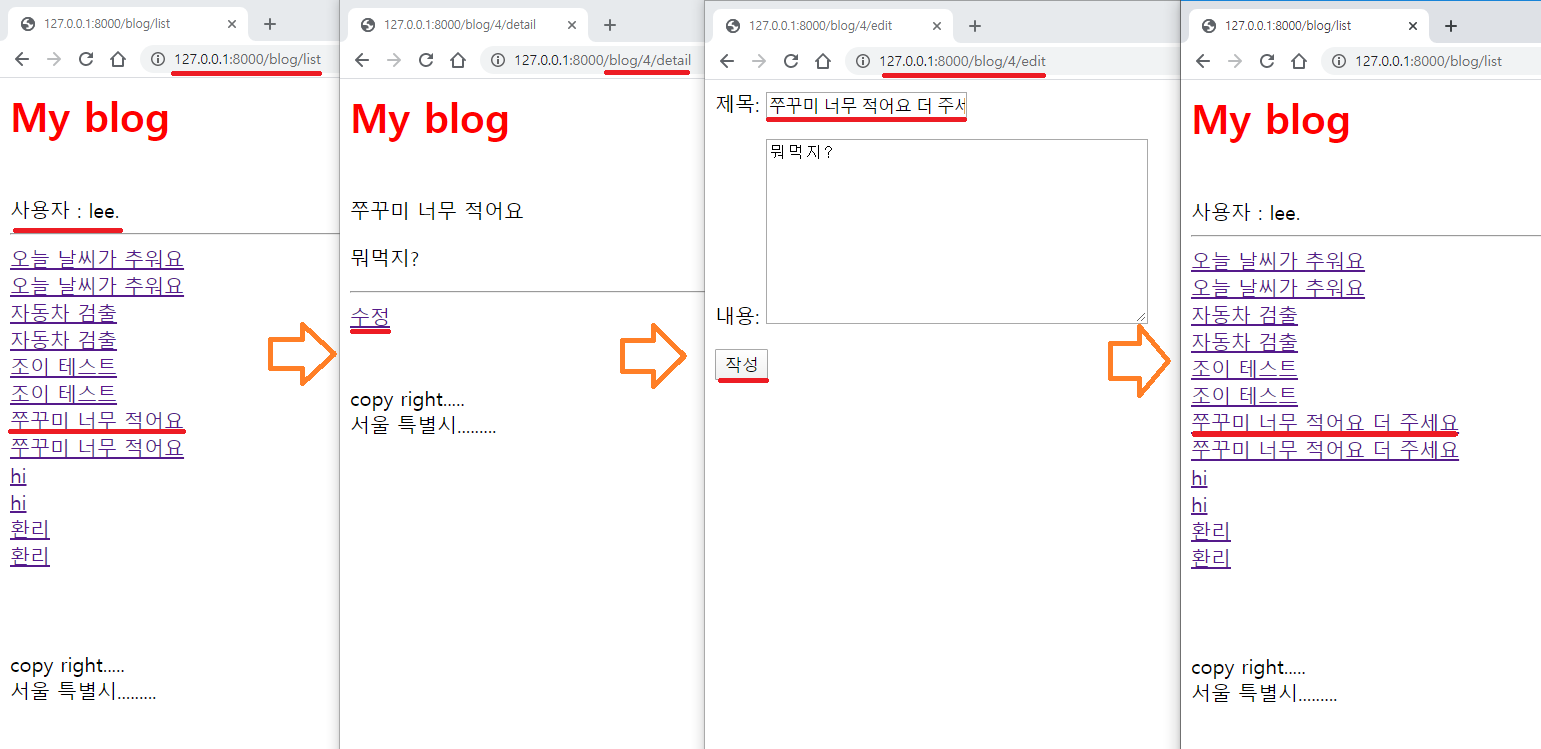 127.0.0.1:8000/blog/list
127.0.0.1:8000/blog/list
My blog
사용자 : lee.
오늘 날씨가 추워요
오늘 날씨가 추워요
자동차 검출
자동차 검출
조이 테스트
조이 테스트
쭈꾸미 너무 적어요
쭈꾸미 너무 적어요
hi
hi
환리
환리
copy right.....
서울 특별시.........
127.0.0.1:8000/blog/4/detail
127.0.0.1:8000/blog/4/detail
My blog
쭈꾸미 너무 적어요
뭐먹지?
수정
copy right.....
서울 특별시.........
127.0.0.1:8000/blog/4/edit
127.0.0.1:8000/blog/4/edit
제목: 쭈꾸미 너무 적어요 더 주세
뭐먹지?
내용:
작성
127.0.0.1:8000/blog/list
127.0.0.1:8000/blog/list
My blog
사용자 : lee.
오늘 날씨가 추워요
오늘 날씨가 추워요
자동차 검출
자동차 검출
조이 테스트
조이 테스트
쭈꾸미 너무 적어요 더 주세요
쭈꾸미 너무 적어요 더 주세요
hi
hi
환리
환리
copy right.....
서울 특별시.........